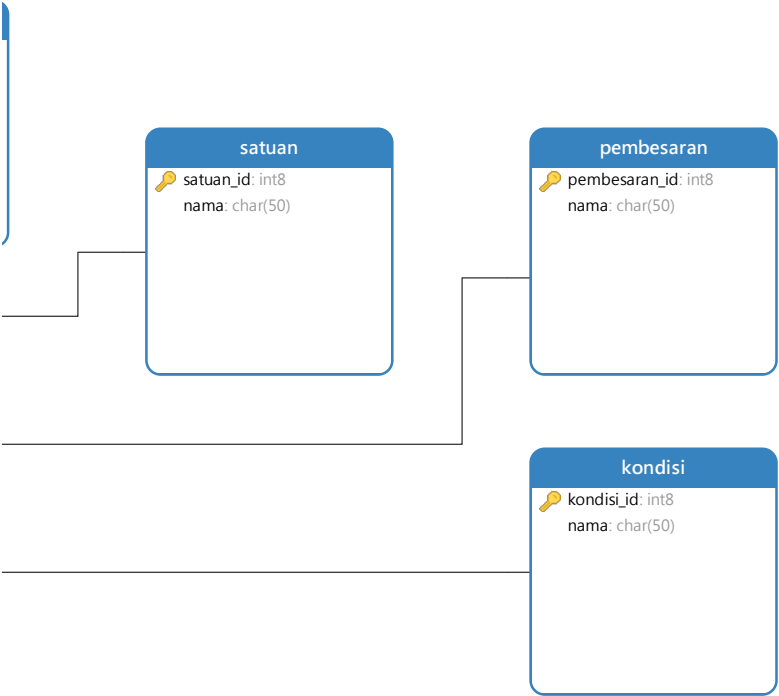 satuan
satuan_id: int8
nama: char(50)
pembesaran
pembesaran_id: int8
nama: char(50)
kondisi
kondisi_id: int8
nama: char(50)